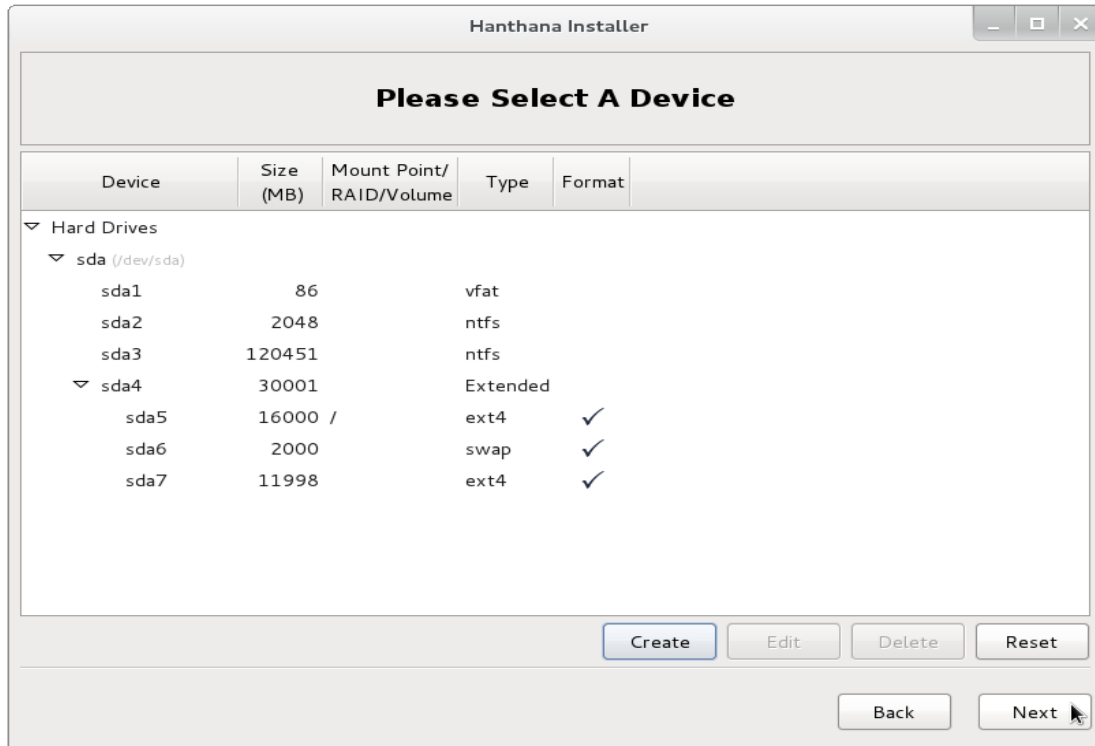 Hanthana Installer
Please Select A Device
Device Size (MB) Mount Point/ RAID/Volume Type Format
Hard Drives
sda (/dev/sda)
sda1 86 vfat
sda2 2048 ntfs
sda3 120451 ntfs
sda4 30001 Extended
sda5 16000 / ext4 ✓
sda6 2000 swap ✓
sda7 11998 ext4 ✓
Create Edit Delete Reset
Back Next